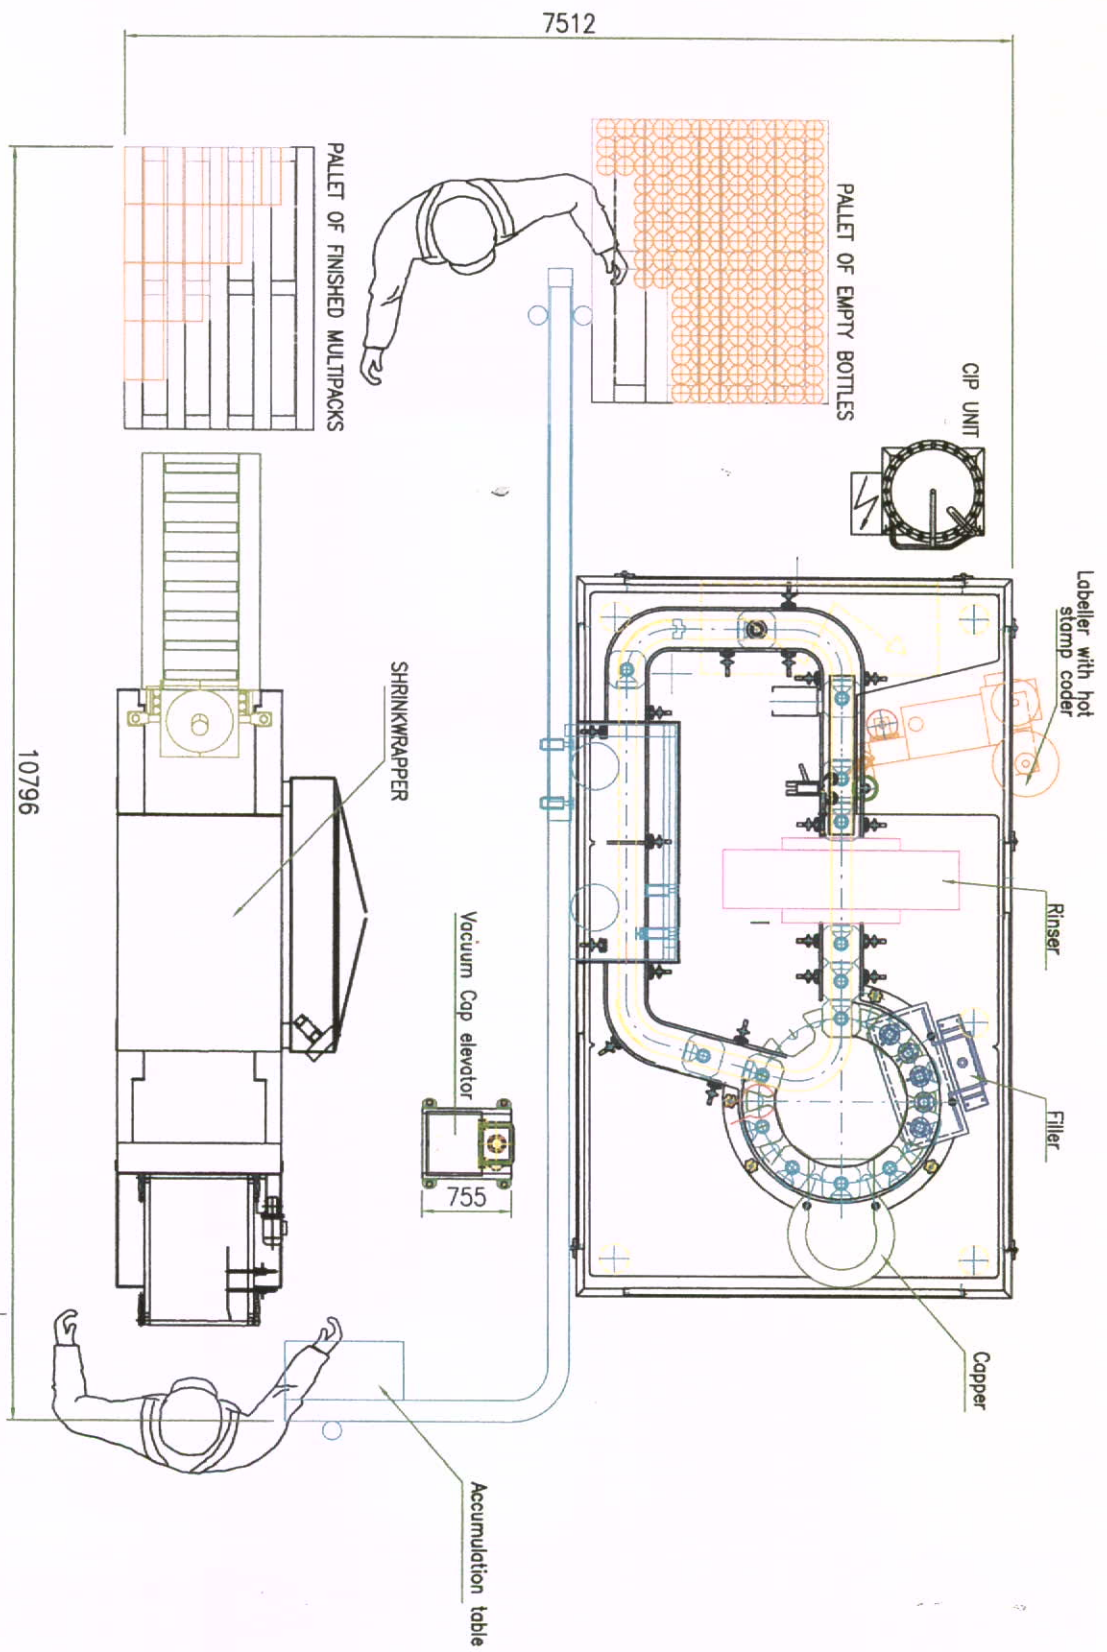 7512
PALLET OF EMPTY BOTTLES
PALLET OF FINISHED MULTIPACKS
CIP UNIT
Labeller with hot
stamp coder
Rinser
Filler
Capper
SHRINKWRAPPER
Vacuum Cap elevator
755
Accumulation table
10796